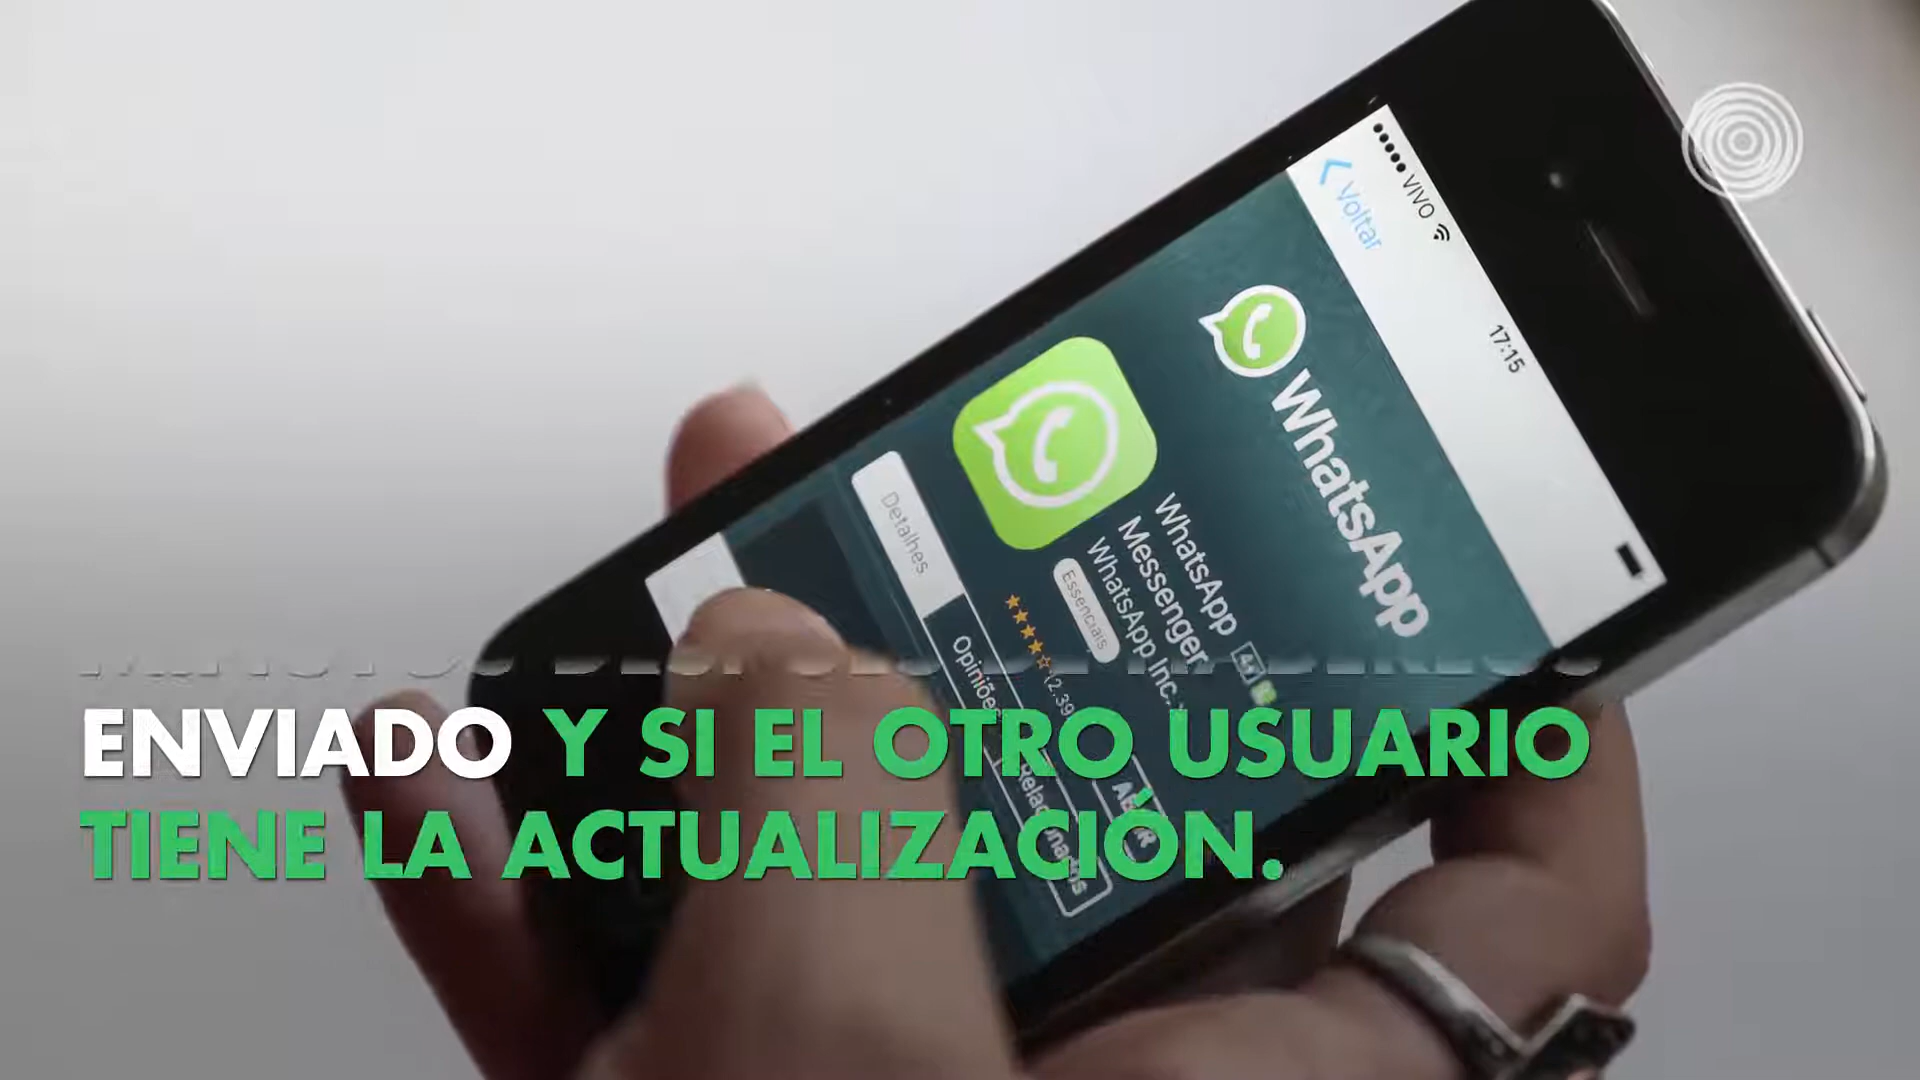 VIVO
17:15
Voltar
WhatsApp
WhatsApp
Messenger
WhatsApp Inc.
Essenciais
Detalhes
ENVIADO Y SI EL OTRO USUARIO
TIENE LA ACTUALIZACIÓN.